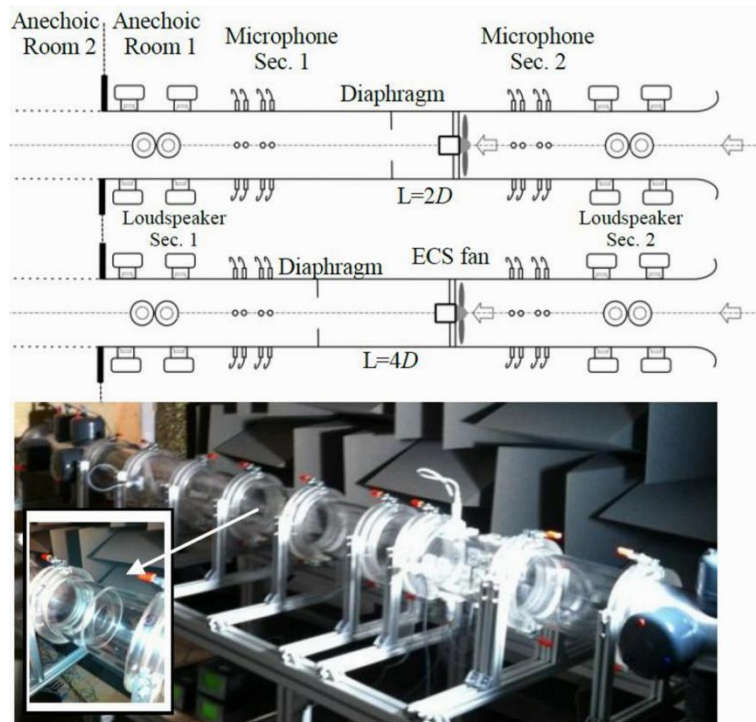 Anechoic
Room 2
Anechoic
Room 1
Microphone
Sec. 1
Microphone
Sec. 2
Diaphragm
L=2D
Loudspeaker
Sec. 1
Loudspeaker
Sec. 2
Diaphragm
ECS fan
L=4D